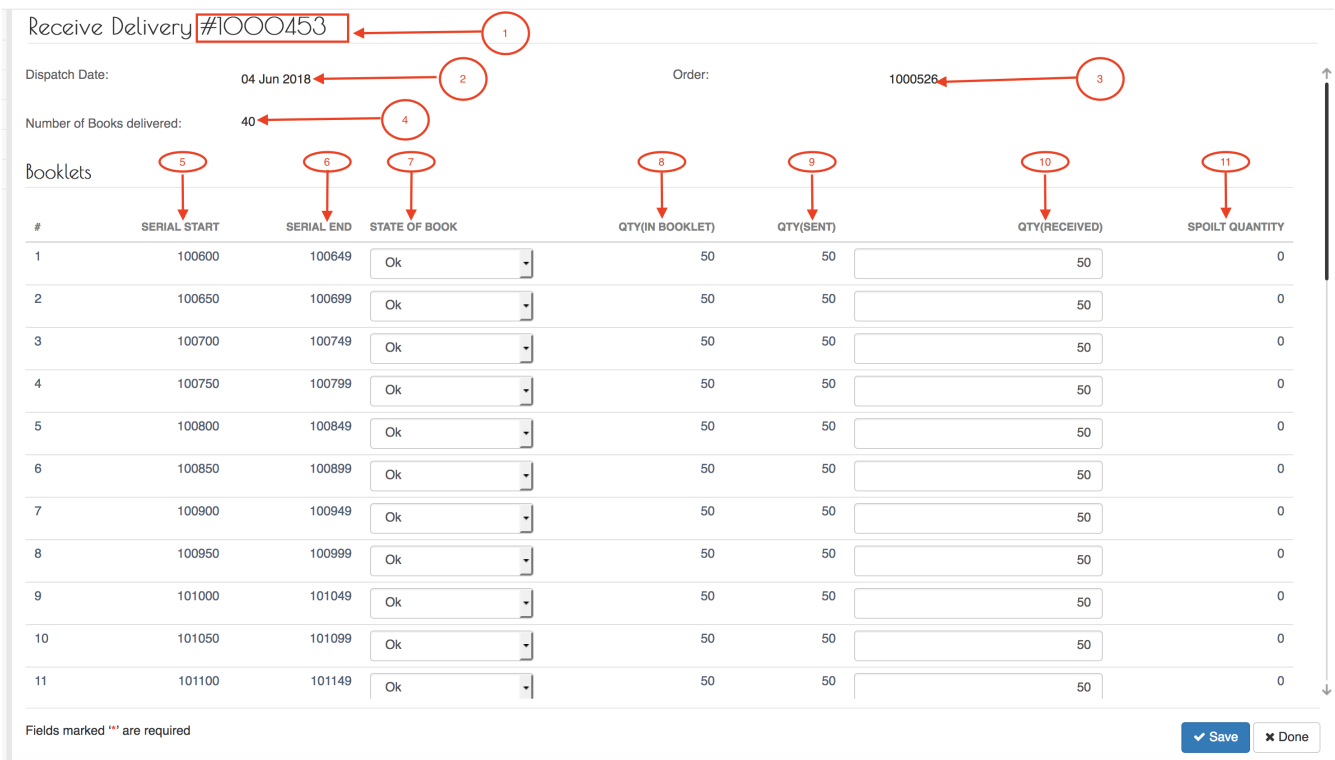 Receive Delivery #1000453 1
Dispatch Date: 04 Jun 2018 2 Order: 1000526 3
Number of Books delivered: 40 4
Booklets 5 6 7 8 9 10 11
# SERIAL START SERIAL END STATE OF BOOK QTY(IN BOOKLET) QTY(SENT) QTY(RECEIVED) SPOILT QUANTITY
1 100600 100649 Ok 50 50 50 0
2 100650 100699 Ok 50 50 50 0
3 100700 100749 Ok 50 50 50 0
4 100750 100799 Ok 50 50 50 0
5 100800 100849 Ok 50 50 50 0
6 100850 100899 Ok 50 50 50 0
7 100900 100949 Ok 50 50 50 0
8 100950 100999 Ok 50 50 50 0
9 101000 101049 Ok 50 50 50 0
10 101050 101099 Ok 50 50 50 0
11 101100 101149 Ok 50 50 50 0
Fields marked "*" are required
Save Done